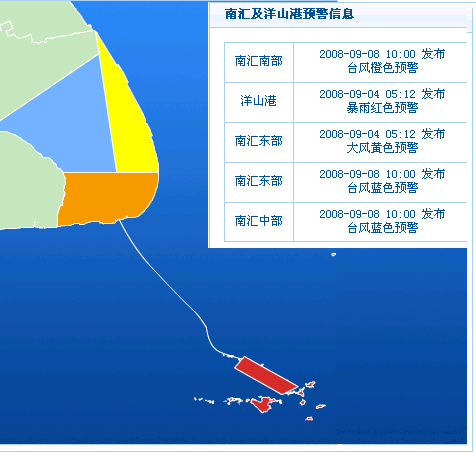 南汇及洋山港预警信息
南汇南部
2008-09-08 10:00 发布
台风橙色预警
洋山港
2008-09-04 05:12 发布
暴雨红色预警
南汇东部
2008-09-04 05:12 发布
大风黄色预警
南汇东部
2008-09-08 10:00 发布
台风蓝色预警
南汇中部
2008-09-08 10:00 发布
台风蓝色预警